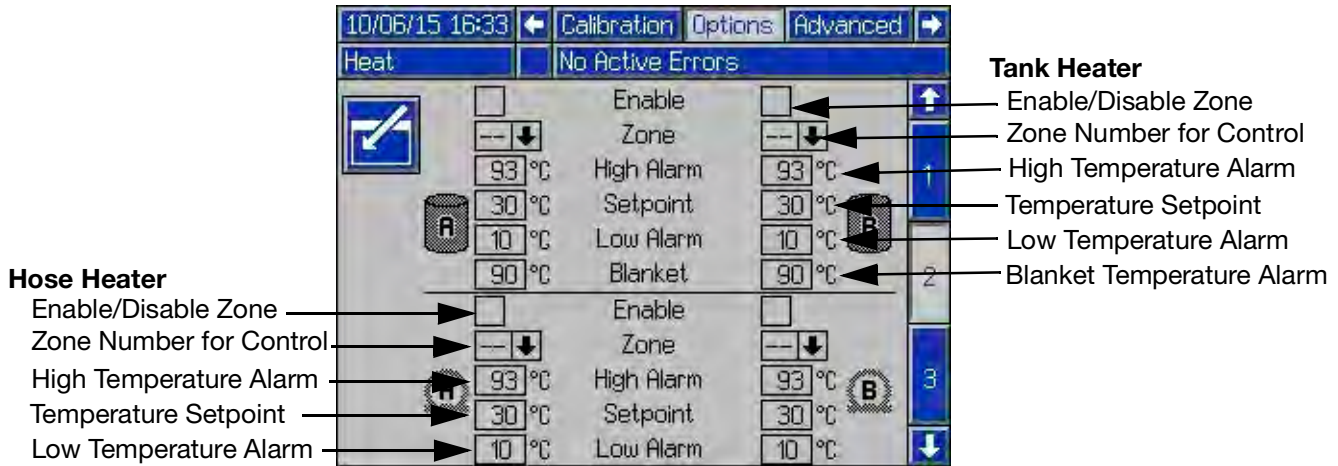 10/06/15 16:33 Calibration Options Advanced
Heat No Active Errors
Tank Heater
Enable
Enable/Disable Zone
-- Zone --
Zone Number for Control
93 °C High Alarm 93 °C
High Temperature Alarm
1
30 °C Setpoint 30 °C
Temperature Setpoint
A
B
10 °C Low Alarm 10 °C
Low Temperature Alarm
90 °C Blanket 90 °C
Blanket Temperature Alarm
2
Hose Heater
Enable/Disable Zone
Enable
Zone Number for Control
-- Zone --
High Temperature Alarm
93 °C High Alarm 93 °C
B
3
Temperature Setpoint
30 °C Setpoint 30 °C
Low Temperature Alarm
10 °C Low Alarm 10 °C